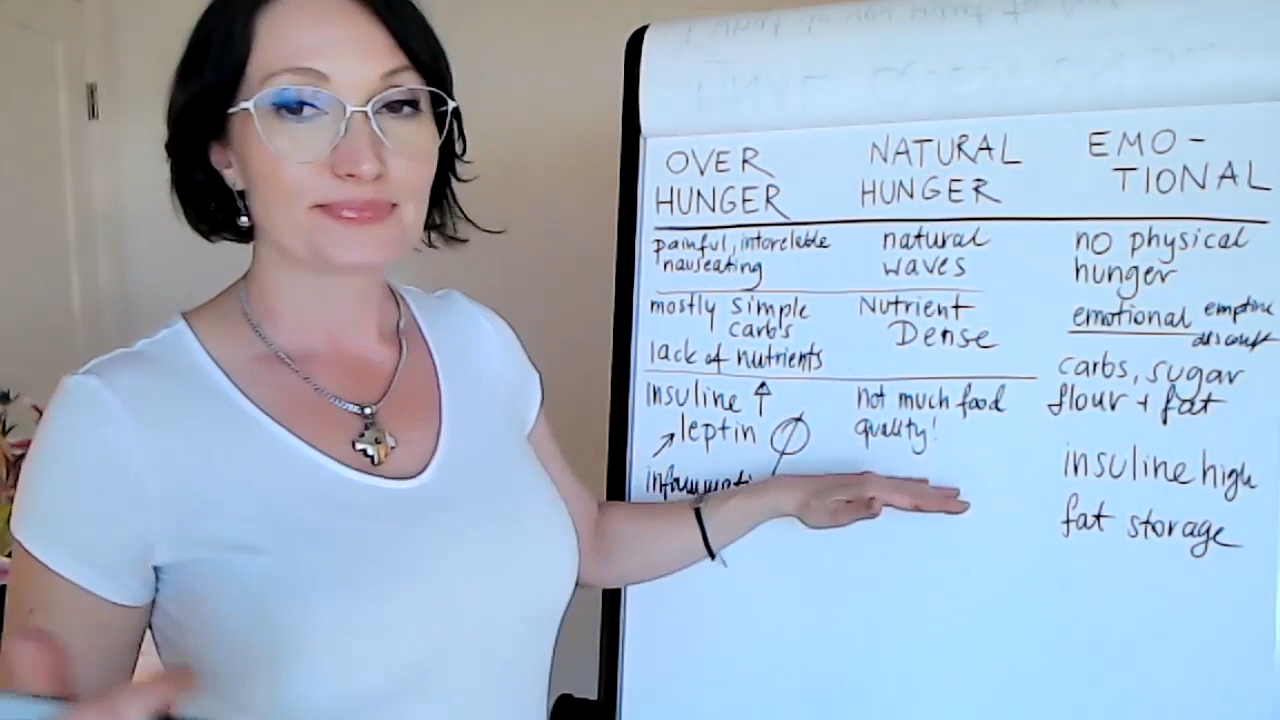 OVER
HUNGER
NATURAL
HUNGER
EMO-
TIONAL
painful, intorelable
nauseating
natural
waves
no physical
hunger
mostly simple
carbs
lack of nutrients
Nutrient
Dense
emotional
carbs, sugar
flour + fat
Insuline ↑
↗ leptin
not much food
quality!
insuline high
fat storage